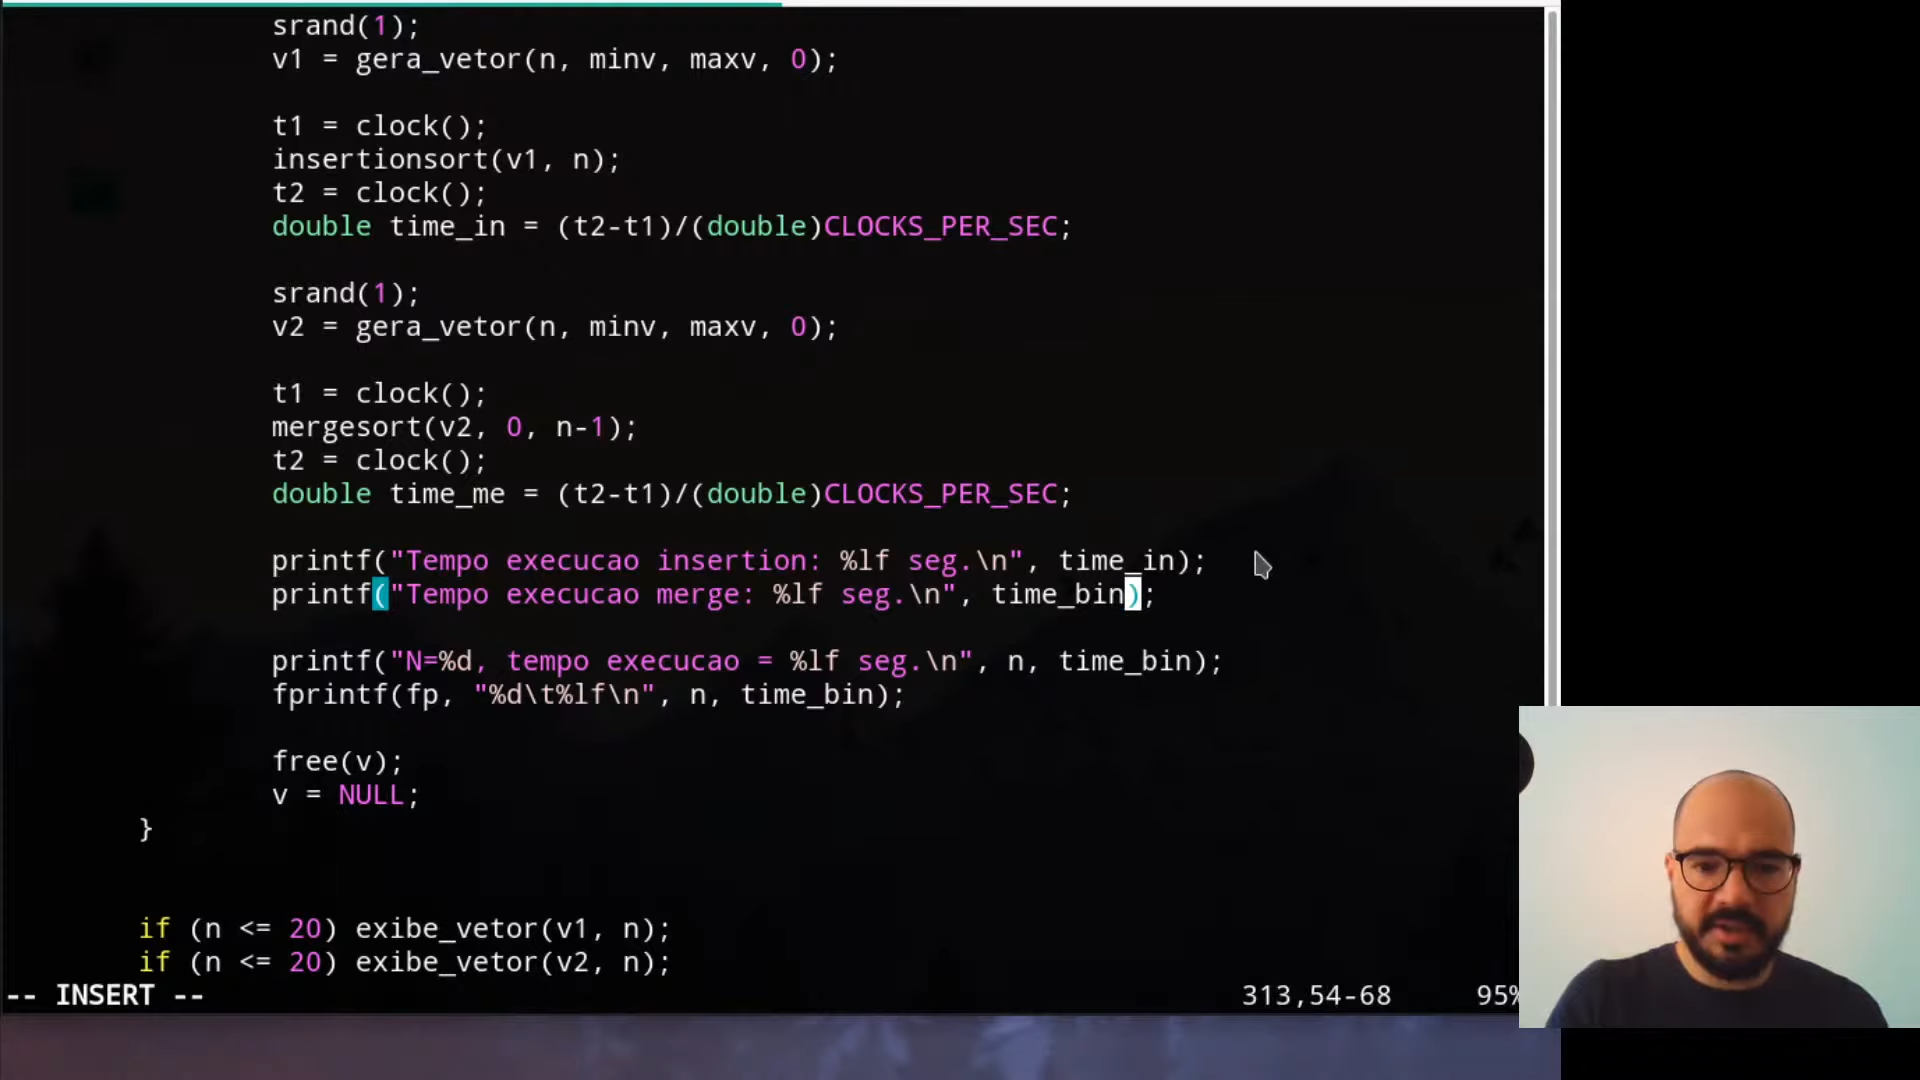 srand(1);
v1 = gera_vetor(n, minv, maxv, 0);
t1 = clock();
insertionsort(v1, n);
t2 = clock();
double time_in = (t2-t1)/(double)CLOCKS_PER_SEC;
srand(1);
v2 = gera_vetor(n, minv, maxv, 0);
t1 = clock();
mergesort(v2, 0, n-1);
t2 = clock();
double time_me = (t2-t1)/(double)CLOCKS_PER_SEC;
printf("Tempo execucao insertion: %lf seg.\n", time_in);
printf("Tempo execucao merge: %lf seg.\n", time_bin);
printf("N=%d, tempo execucao = %lf seg.\n", n, time_bin);
fprintf(fp, "%d\t%lf\n", n, time_bin);
free(v);
v = NULL;
}
if (n <= 20) exibe_vetor(v1, n);
if (n <= 20) exibe_vetor(v2, n);
-- INSERT -- 313,54-68 95%